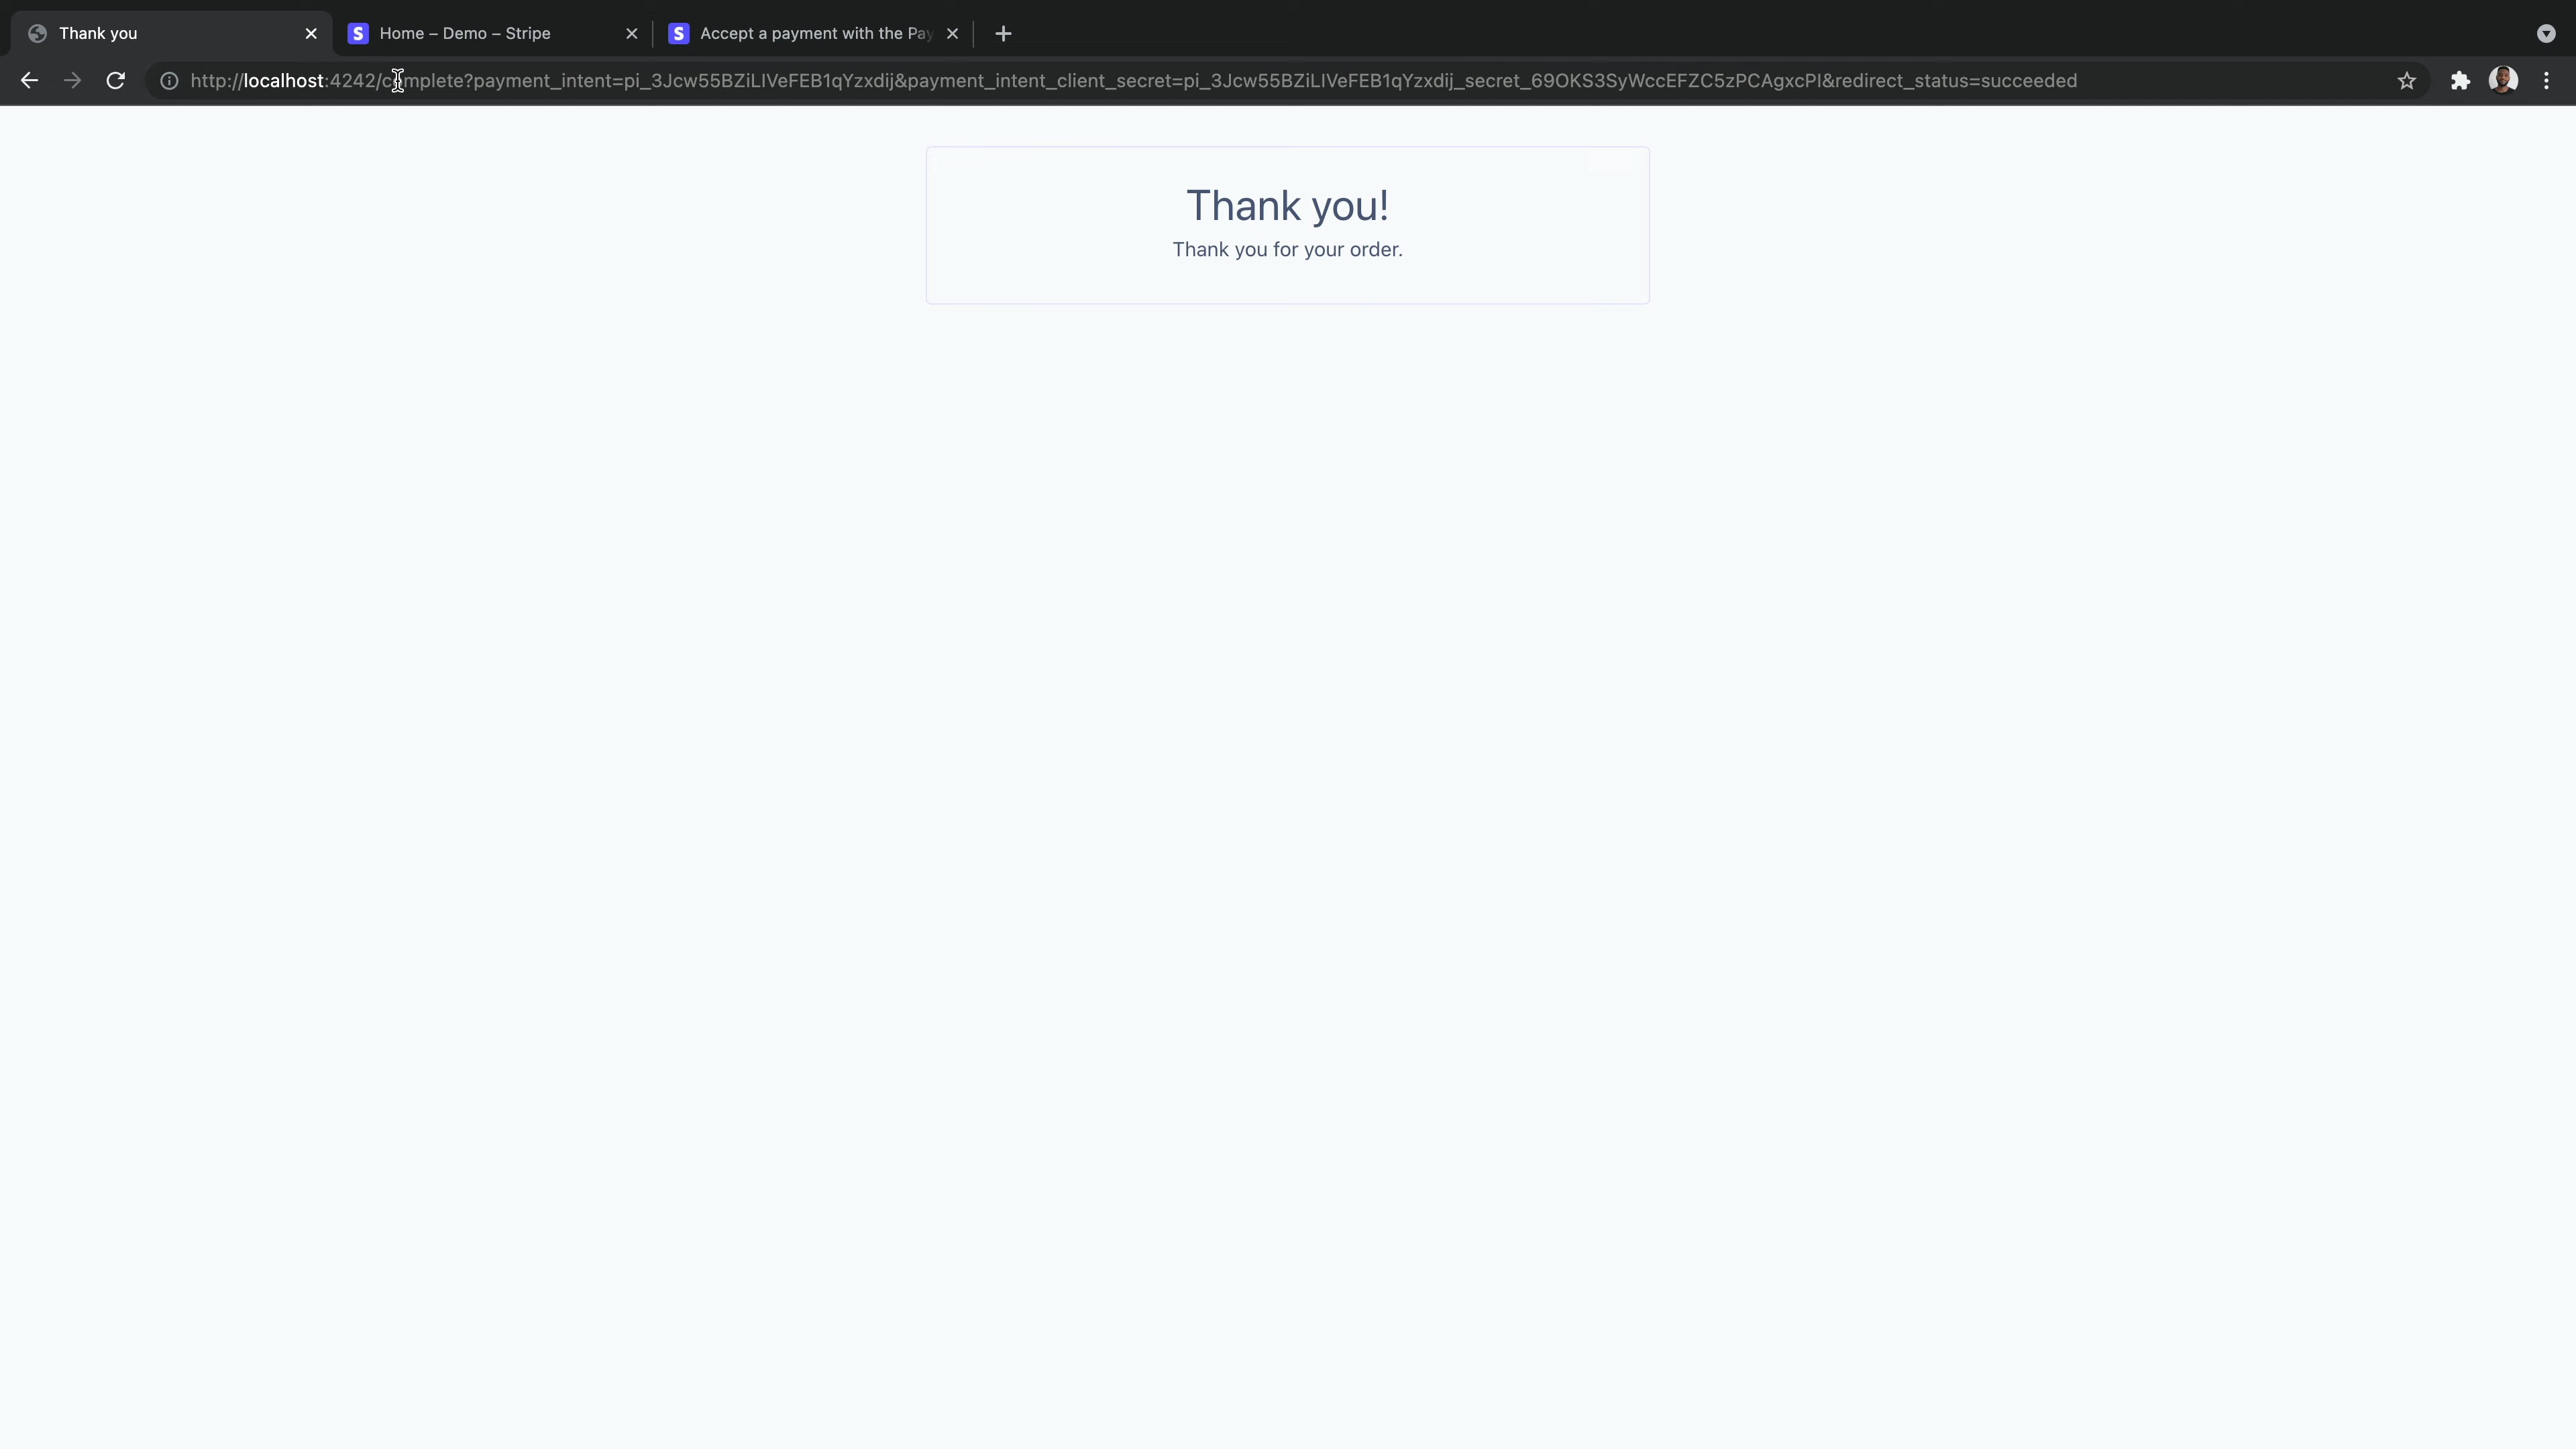 Thank you
S Home – Demo – Stripe
S Accept a payment with the Pay
http://localhost:4242/complete?payment_intent=pi_3Jcw55BZiLIVeFEB1qYzxdij&payment_intent_client_secret=pi_3Jcw55BZiLIVeFEB1qYzxdij_secret_69OKS3SyWccEFZC5zPCAgxcPI&redirect_status=succeeded
Thank you!
Thank you for your order.